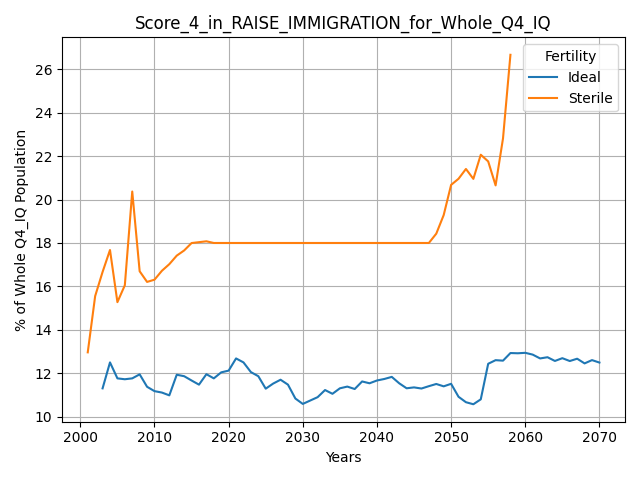 Score_4_in_RAISE_IMMIGRATION_for_Whole_Q4_IQ
Fertility
Ideal
Sterile
% of Whole Q4_IQ Population
26
24
22
20
18
16
14
12
10
2000 2010 2020 2030 2040 2050 2060 2070
Years